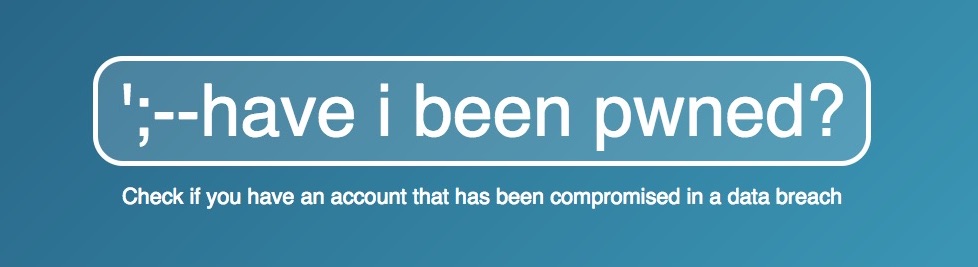 ';--have i been pwned?
Check if you have an account that has been compromised in a data breach